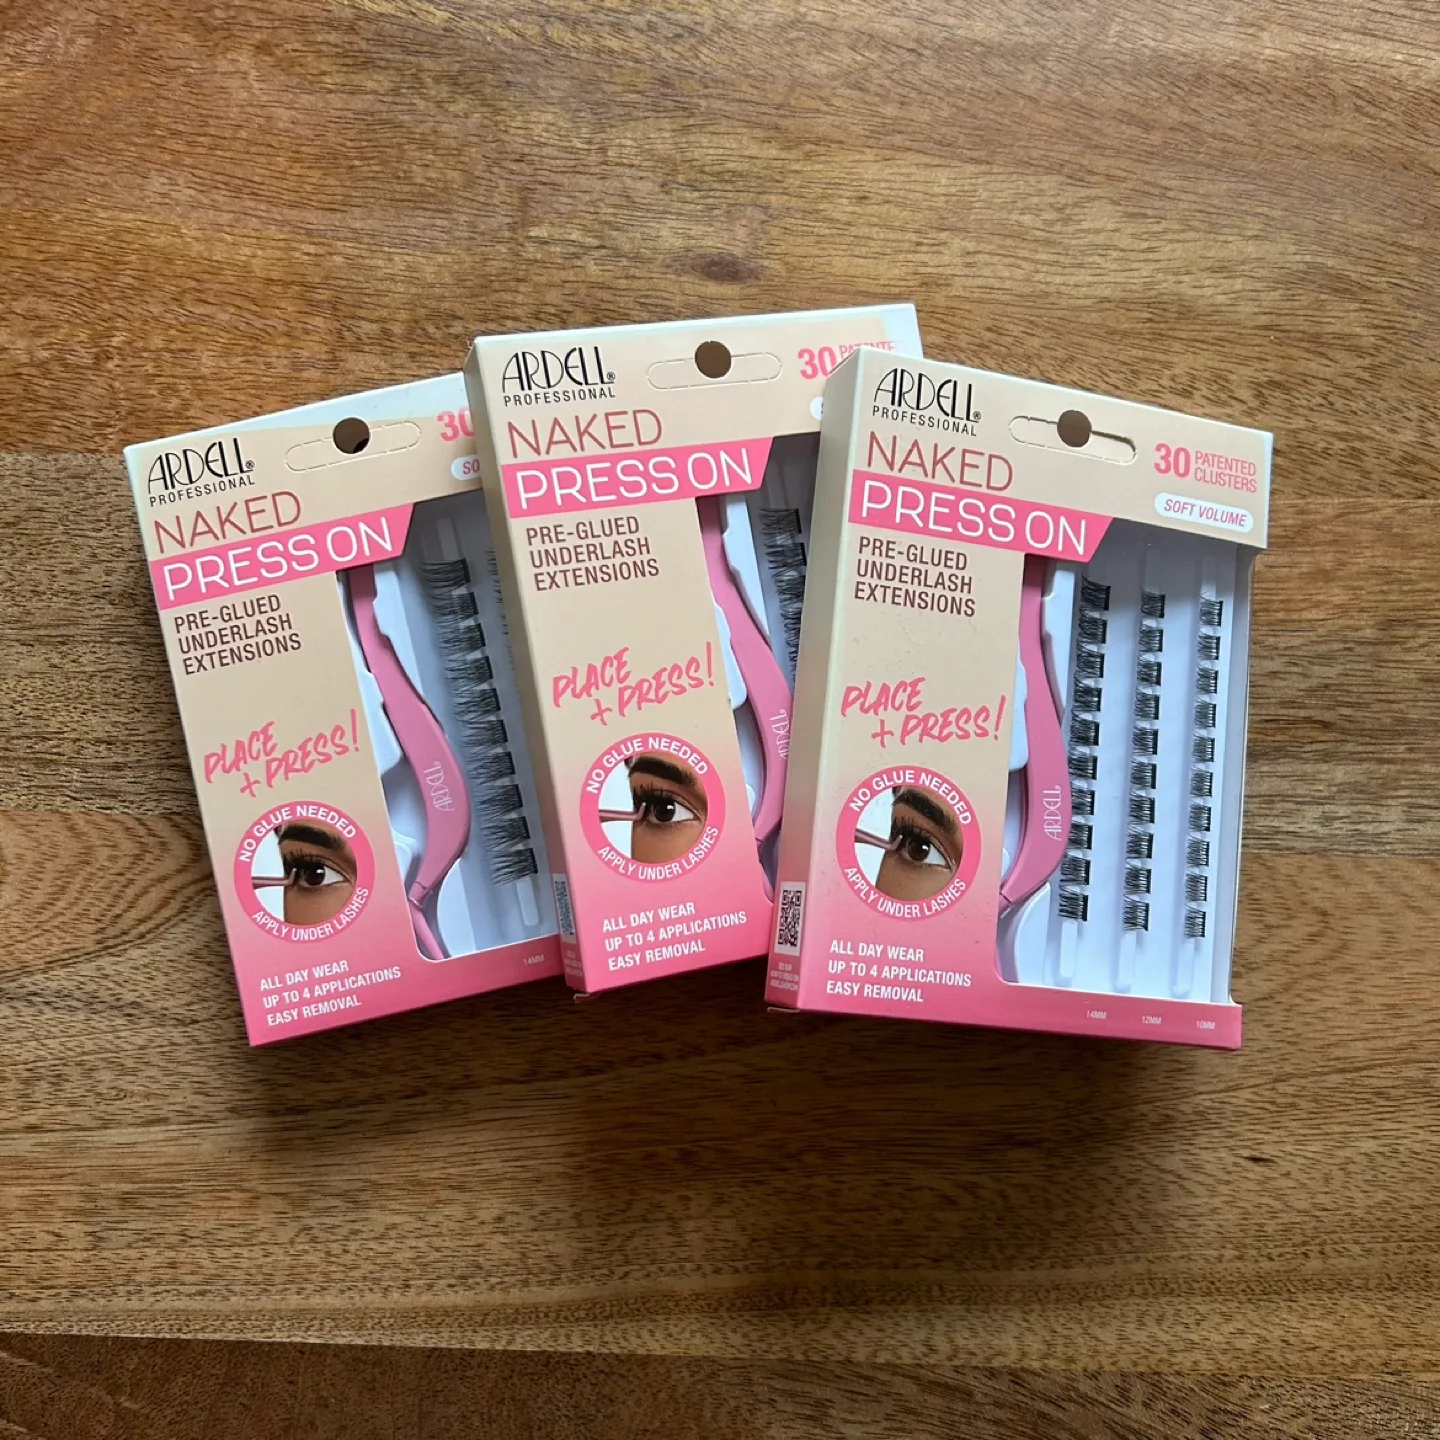 ARDELL®
PROFESSIONAL
30
SO
NAKED
PRESS ON
PRE-GLUED
UNDERLASH
EXTENSIONS
PLACE
+ PRESS!
NO GLUE NEEDED
APPLY UNDER LASHES
ALL DAY WEAR
UP TO 4 APPLICATIONS
EASY REMOVAL
ARDELL
14MM
ARDELL®
PROFESSIONAL
30
NAKED
PRESS ON
PRE-GLUED
UNDERLASH
EXTENSIONS
PLACE
+ PRESS!
NO GLUE NEEDED
APPLY UNDER LASHES
ALL DAY WEAR
UP TO 4 APPLICATIONS
EASY REMOVAL
ARDELL
ARDELL®
PROFESSIONAL
30 PATENTED
CLUSTERS
SOFT VOLUME
NAKED
PRESS ON
PRE-GLUED
UNDERLASH
EXTENSIONS
PLACE
+ PRESS!
NO GLUE NEEDED
APPLY UNDER LASHES
ALL DAY WEAR
UP TO 4 APPLICATIONS
EASY REMOVAL
ARDELL
14MM 12MM 10MM